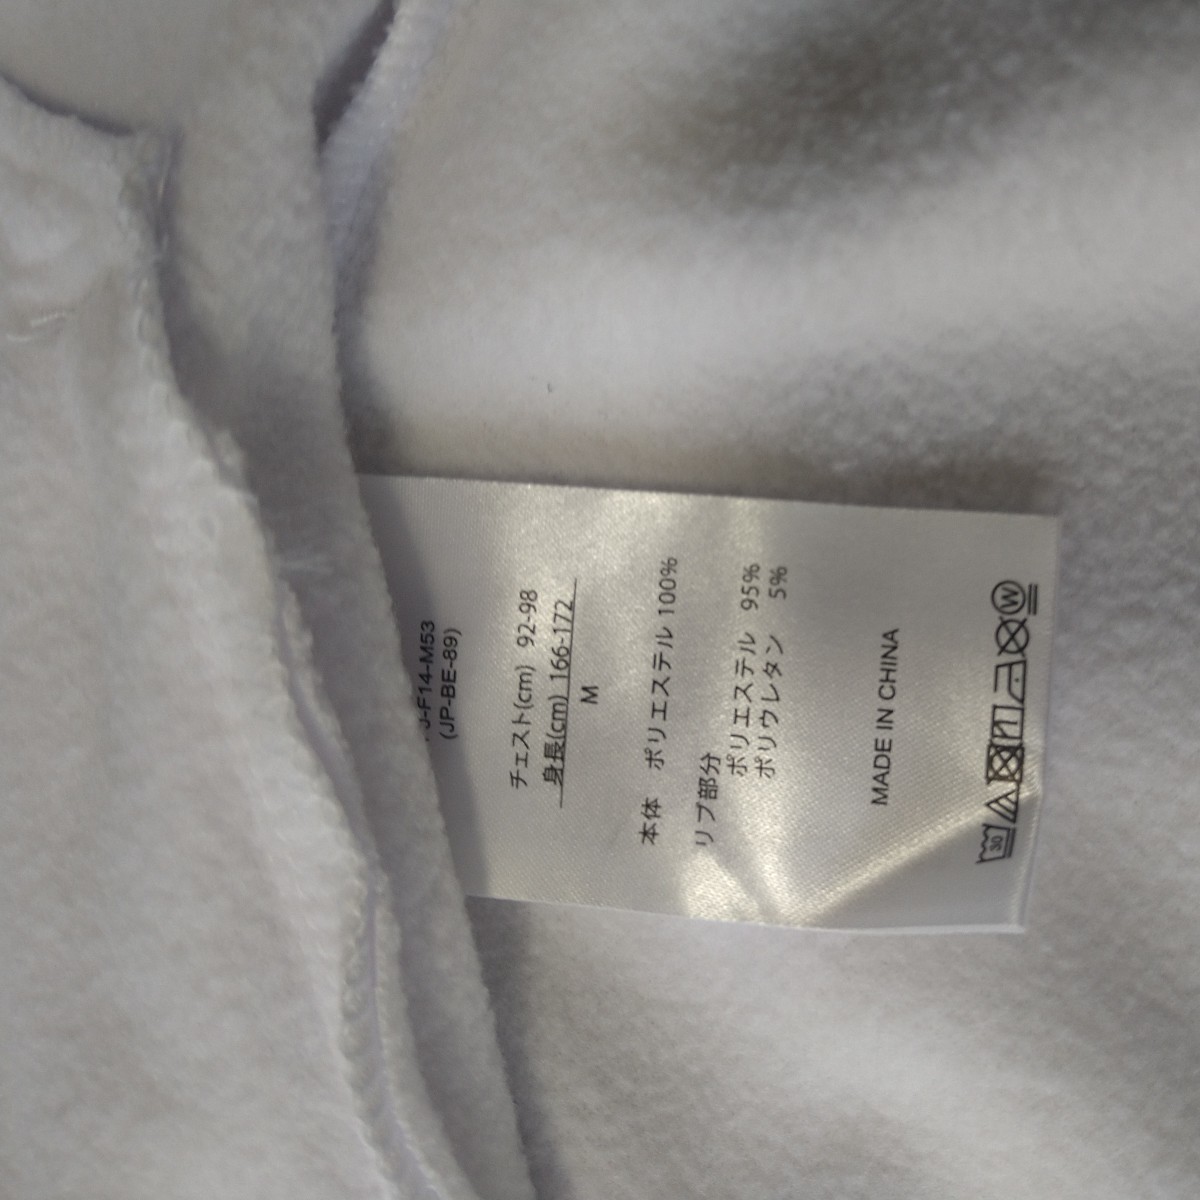 J-F14-M53
(JP-BE-89)
チェスト(cm) 92-98
身長(cm) 166-172
M
本体 ポリエステル 100%
リブ部分
ポリエステル 95%
ポリウレタン 5%
MADE IN CHINA
30
W